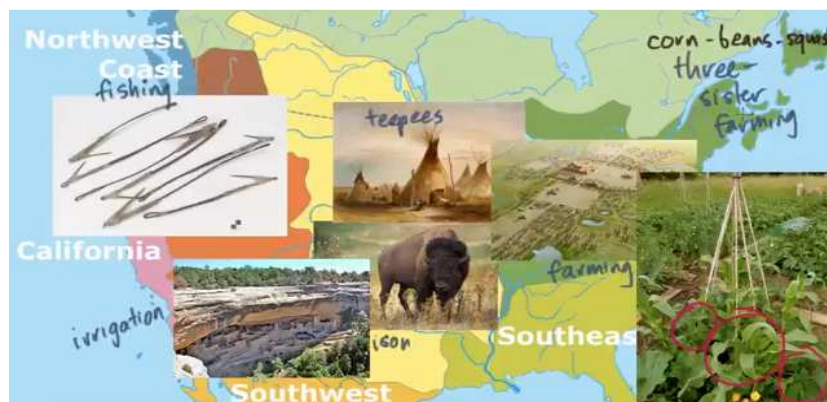 Northwest
Coast
fishing
corn-beans-squas
three-
sister
farming
teepees
California
farming
irrigation
Southeas
ison
Southwest